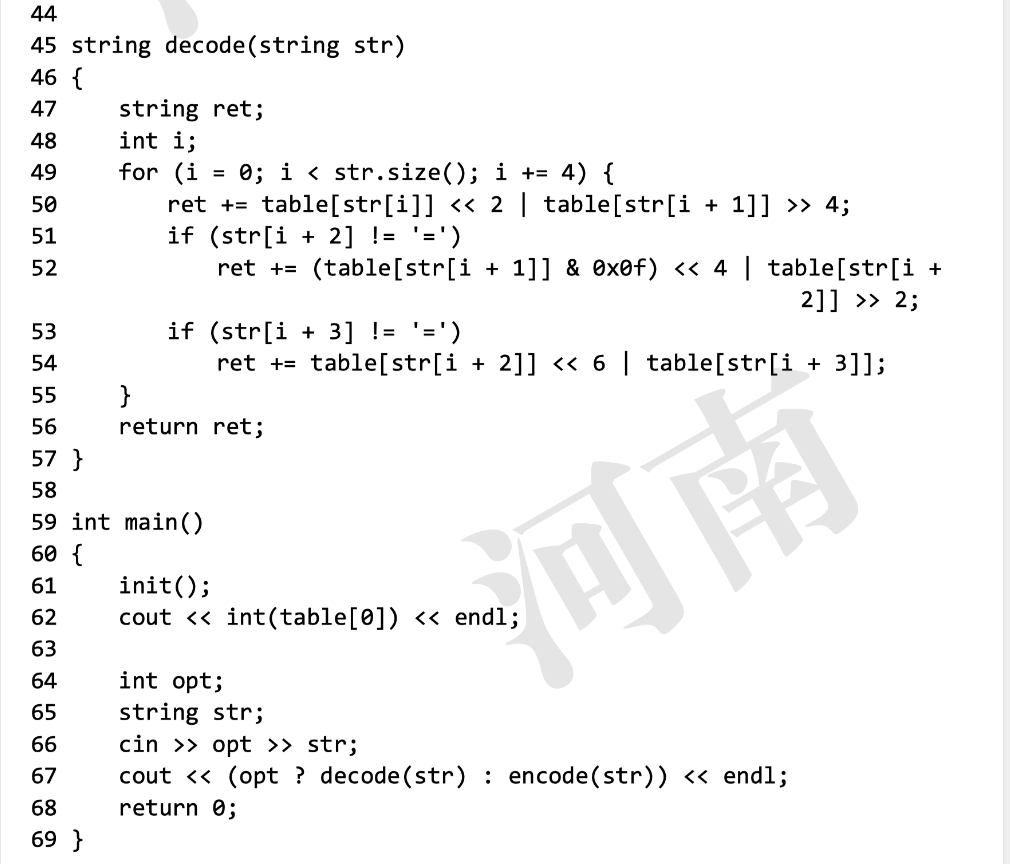 44
45 string decode(string str)
46 {
47     string ret;
48     int i;
49     for (i = 0; i < str.size(); i += 4) {
50         ret += table[str[i]] << 2 | table[str[i + 1]] >> 4;
51         if (str[i + 2] != '=')
52             ret += (table[str[i + 1]] & 0x0f) << 4 | table[str[i +
2]] >> 2;
53         if (str[i + 3] != '=')
54             ret += table[str[i + 2]] << 6 | table[str[i + 3]];
55     }
56     return ret;
57 }
58
59 int main()
60 {
61     init();
62     cout << int(table[0]) << endl;
63
64     int opt;
65     string str;
66     cin >> opt >> str;
67     cout << (opt ? decode(str) : encode(str)) << endl;
68     return 0;
69 }
河南